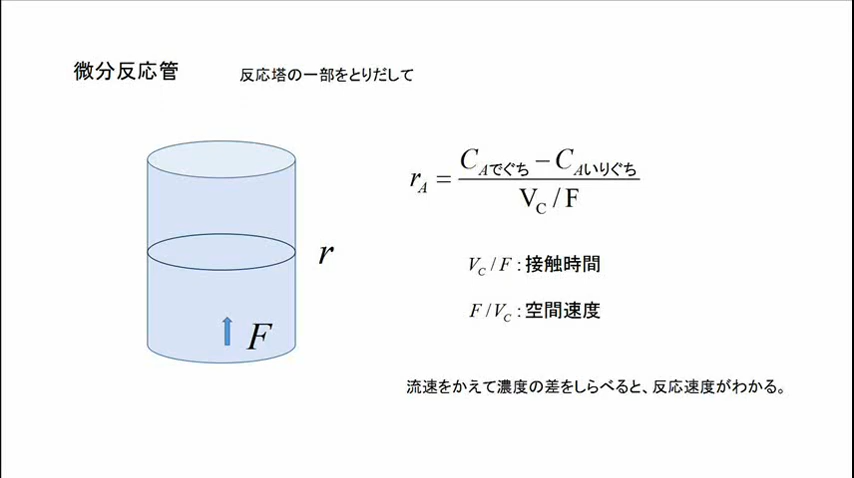 微分反応管 反応塔の一部をとりだして
r_A = (C_Aでぐち − C_Aいりぐち) / (V_C / F)
r
V_C / F : 接触時間
F / V_C : 空間速度
F
流速をかえて濃度の差をしらべると、反応速度がわかる。